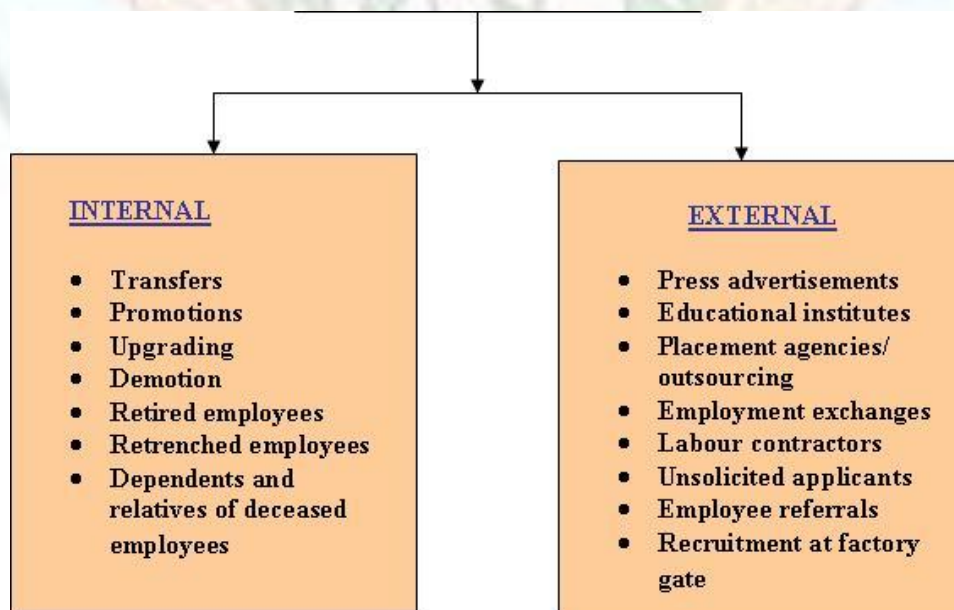 INTERNAL
• Transfers
• Promotions
• Upgrading
• Demotion
• Retired employees
• Retrenched employees
• Dependents and
relatives of deceased
employees
EXTERNAL
• Press advertisements
• Educational institutes
• Placement agencies/
outsourcing
• Employment exchanges
• Labour contractors
• Unsolicited applicants
• Employee referrals
• Recruitment at factory
gate